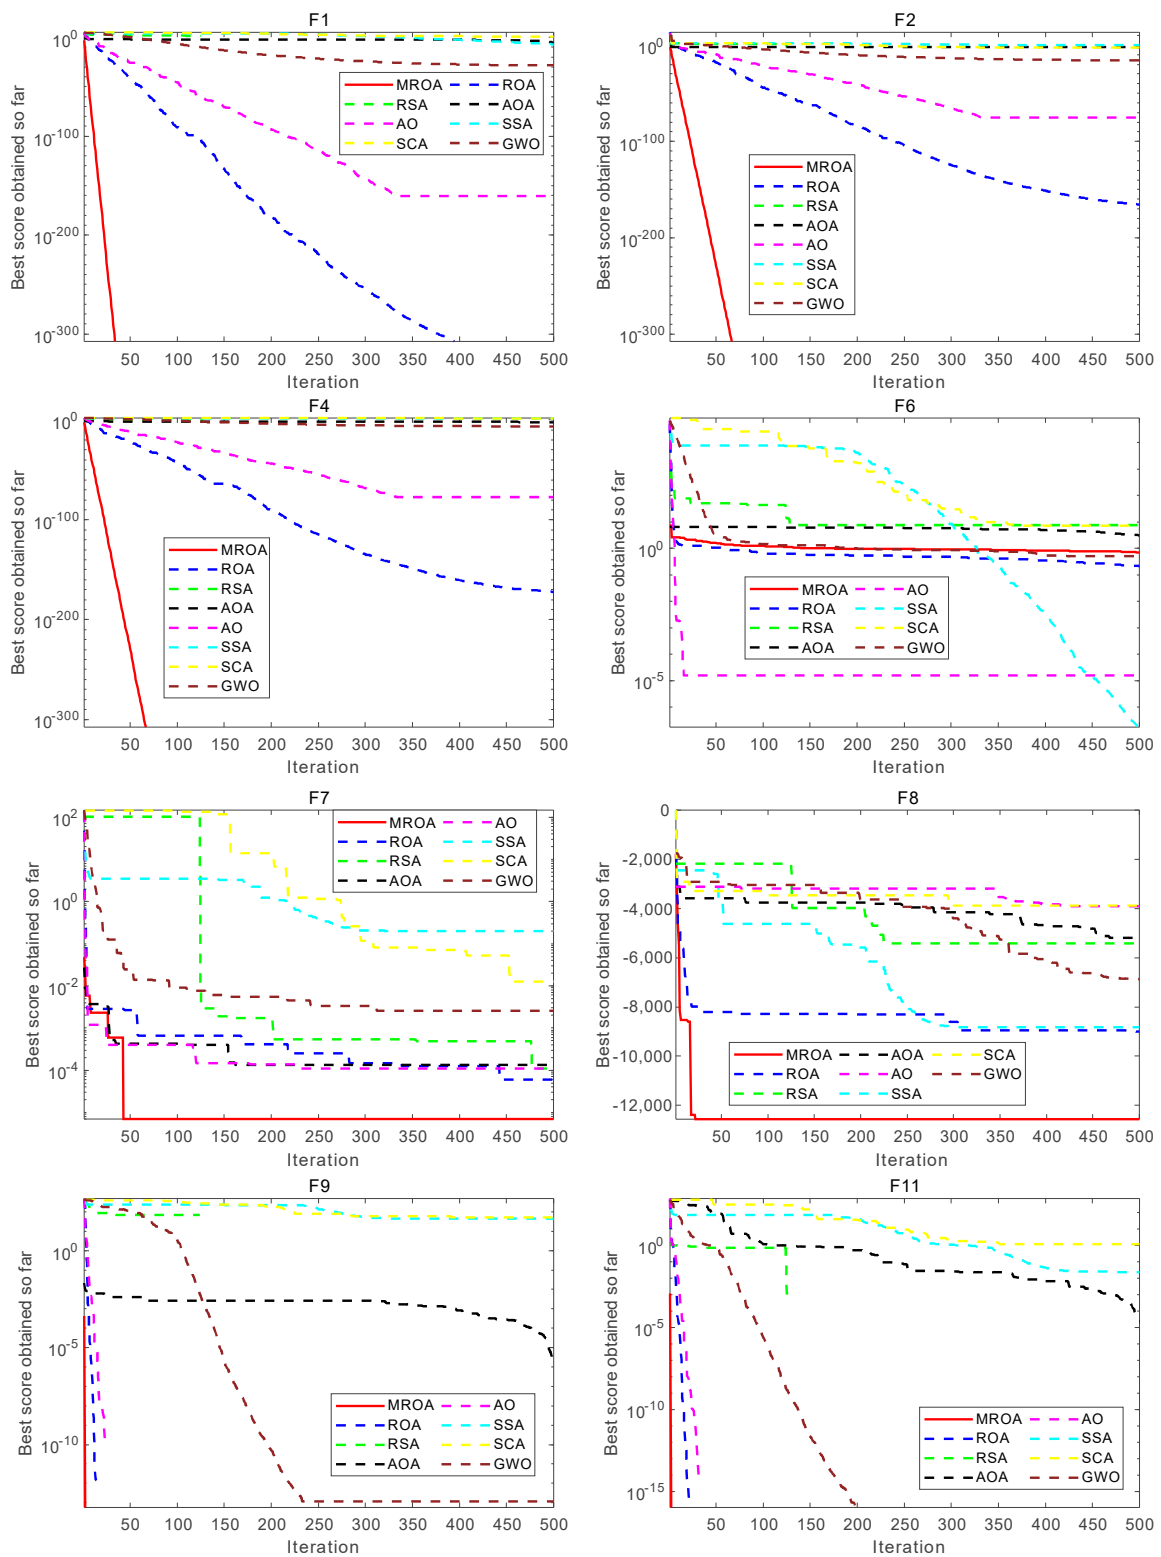 F1
Best score obtained so far
10^0
10^-100
10^-200
10^-300
MROA ROA
RSA AOA
AO SSA
SCA GWO
50 100 150 200 250 300 350 400 450 500
Iteration
F2
Best score obtained so far
10^0
10^-100
10^-200
10^-300
MROA
ROA
RSA
AOA
AO
SSA
SCA
GWO
50 100 150 200 250 300 350 400 450 500
Iteration
F4
Best score obtained so far
10^0
10^-100
10^-200
10^-300
MROA
ROA
RSA
AOA
AO
SSA
SCA
GWO
50 100 150 200 250 300 350 400 450 500
Iteration
F6
Best score obtained so far
10^0
10^-5
MROA AO
ROA SSA
RSA SCA
AOA GWO
50 100 150 200 250 300 350 400 450 500
Iteration
F7
Best score obtained so far
10^2
10^0
10^-2
10^-4
MROA AO
ROA SSA
RSA SCA
AOA GWO
50 100 150 200 250 300 350 400 450 500
Iteration
F8
Best score obtained so far
0
-2,000
-4,000
-6,000
-8,000
-10,000
-12,000
MROA AOA SCA
ROA AO GWO
RSA SSA
50 100 150 200 250 300 350 400 450 500
Iteration
F9
Best score obtained so far
10^0
10^-5
10^-10
MROA AO
ROA SSA
RSA SCA
AOA GWO
50 100 150 200 250 300 350 400 450 500
Iteration
F11
Best score obtained so far
10^0
10^-5
10^-10
10^-15
MROA AO
ROA SSA
RSA SCA
AOA GWO
50 100 150 200 250 300 350 400 450 500
Iteration